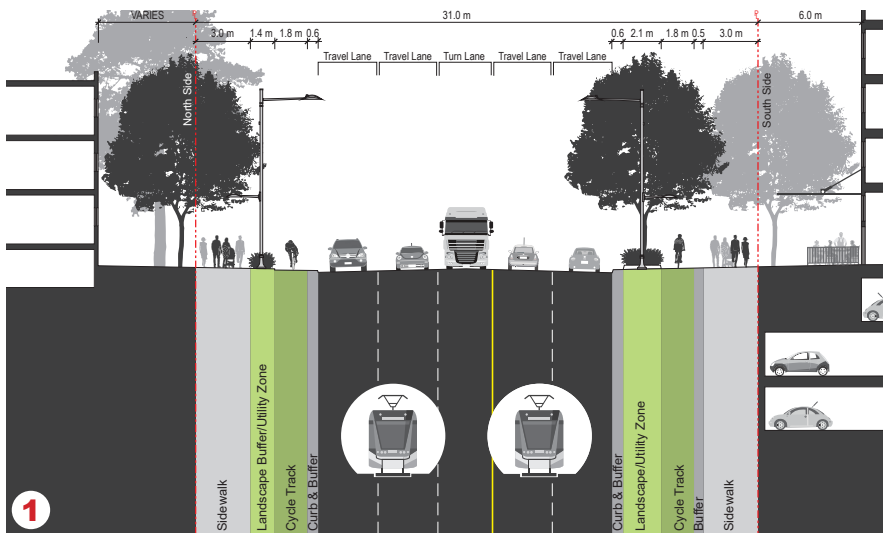 VARIES
31.0 m
6.0 m
3.0 m 1.4 m 1.8 m 0.6
0.6 2.1 m 1.8 m 0.5 3.0 m
Travel Lane Travel Lane Turn Lane Travel Lane Travel Lane
North Side
South Side
Sidewalk
Landscape Buffer/Utility Zone
Cycle Track
Curb & Buffer
Curb & Buffer
Landscape/Utility Zone
Cycle Track
Buffer
Sidewalk
1